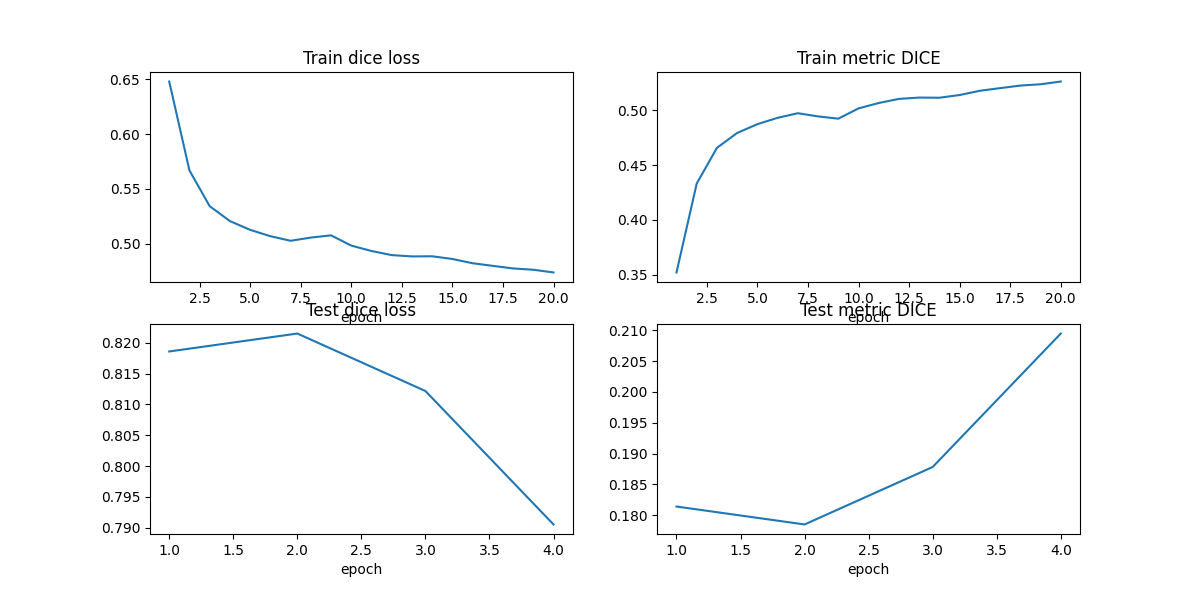 Train dice loss
0.65
0.60
0.55
0.50
2.5 5.0 7.5 10.0 12.5 15.0 17.5 20.0
epoch
Train metric DICE
0.50
0.45
0.40
0.35
2.5 5.0 7.5 10.0 12.5 15.0 17.5 20.0
epoch
Test dice loss
0.820
0.815
0.810
0.805
0.800
0.795
0.790
1.0 1.5 2.0 2.5 3.0 3.5 4.0
epoch
Test metric DICE
0.210
0.205
0.200
0.195
0.190
0.185
0.180
1.0 1.5 2.0 2.5 3.0 3.5 4.0
epoch